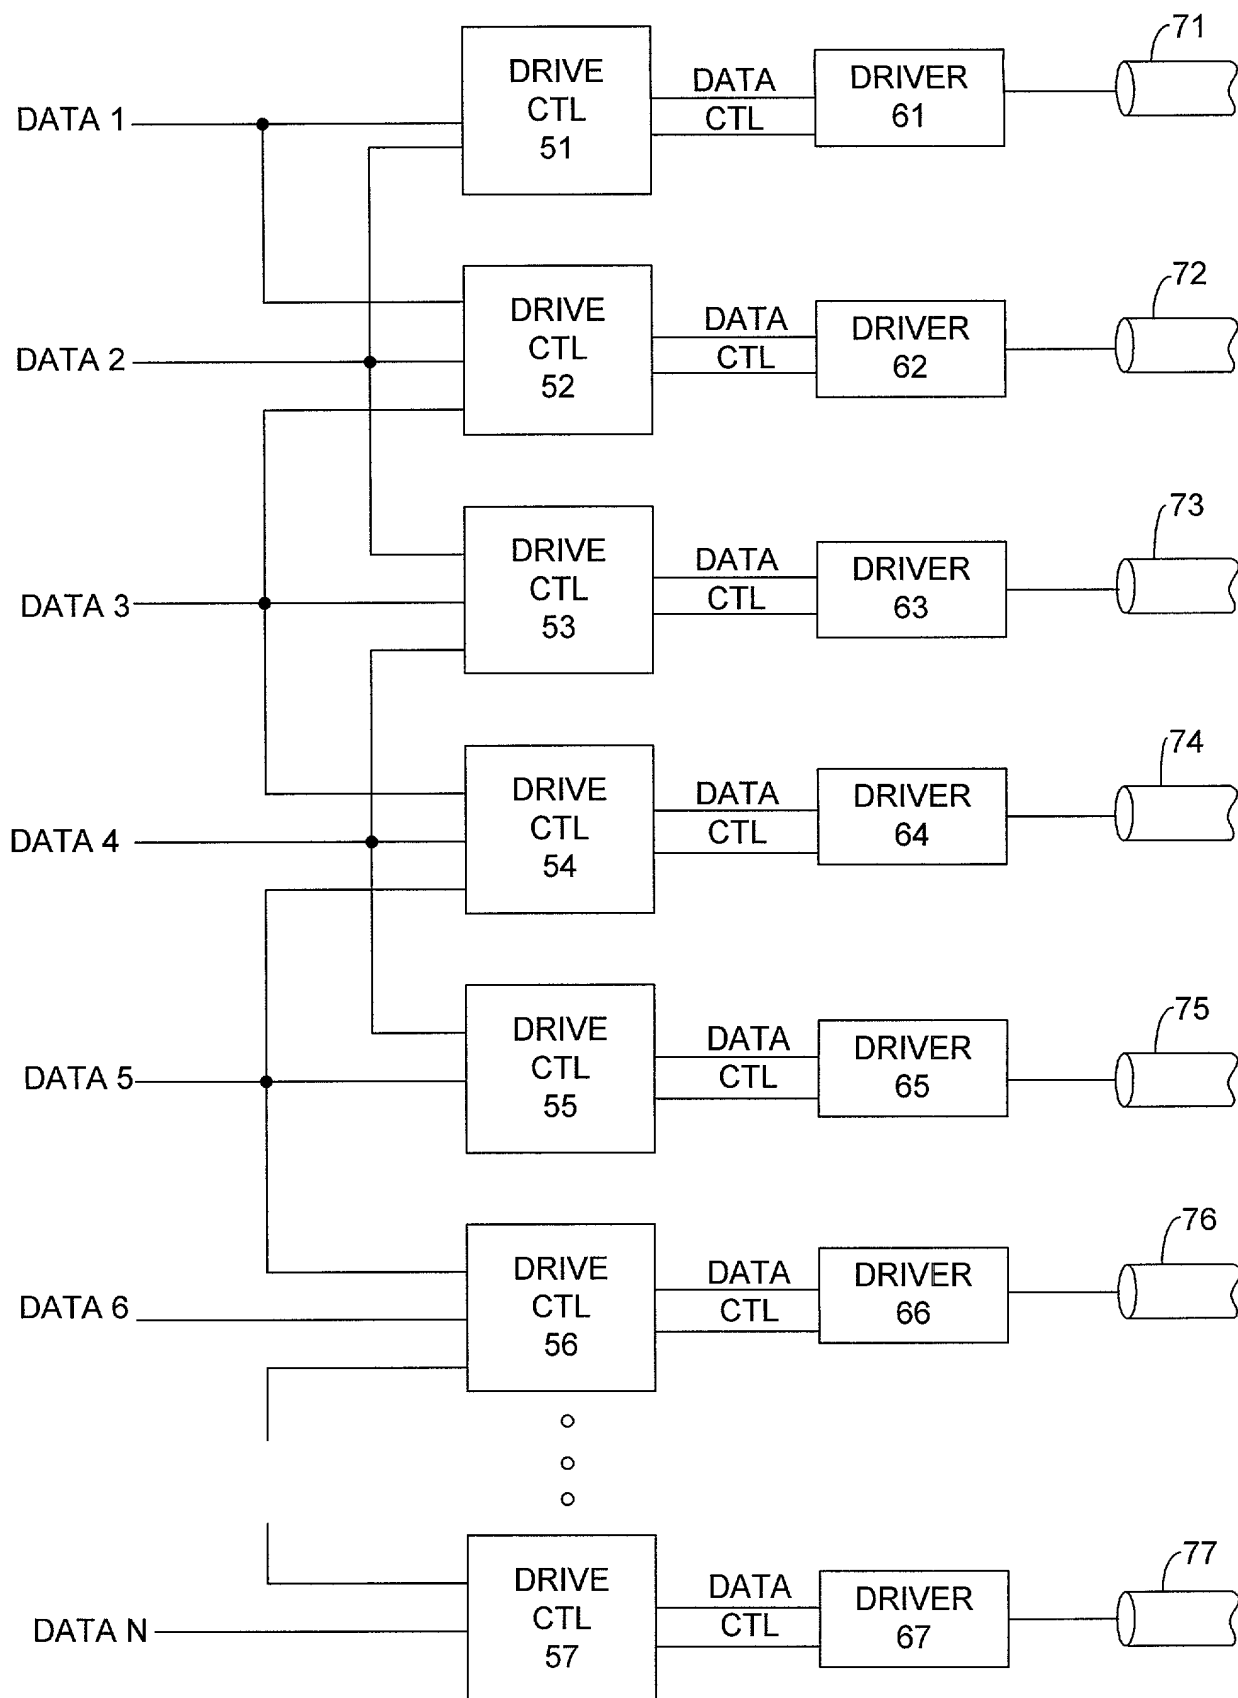 71
DATA 1
DRIVE
CTL
51
DATA
CTL
DRIVER
61
72
DATA 2
DRIVE
CTL
52
DATA
CTL
DRIVER
62
73
DATA 3
DRIVE
CTL
53
DATA
CTL
DRIVER
63
74
DATA 4
DRIVE
CTL
54
DATA
CTL
DRIVER
64
75
DATA 5
DRIVE
CTL
55
DATA
CTL
DRIVER
65
76
DATA 6
DRIVE
CTL
56
DATA
CTL
DRIVER
66
77
DATA N
DRIVE
CTL
57
DATA
CTL
DRIVER
67